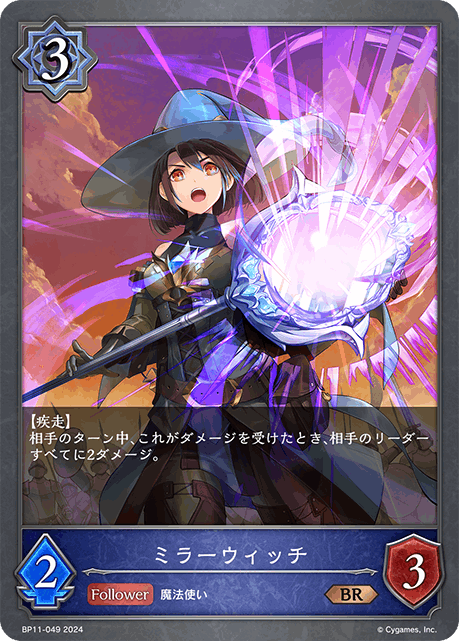 3
【疾走】
相手のターン中、これがダメージを受けたとき、相手のリーダー
すべてに2ダメージ。
ミラーウィッチ
2
Follower 魔法使い
BR
3
BP11-049 2024
© Cygames, Inc.